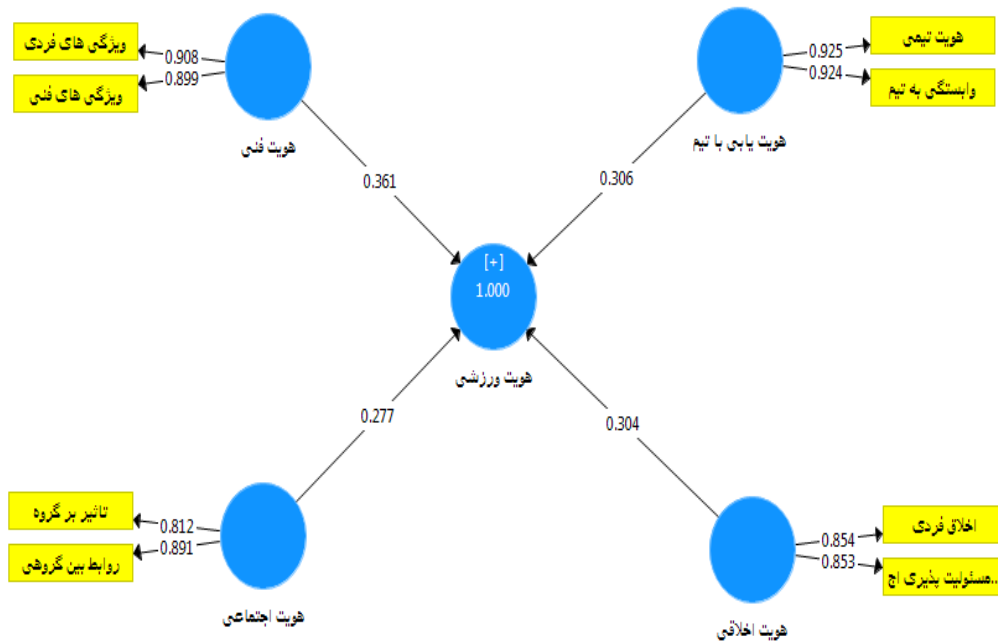 ویژگی های فردی
0.908
0.899
ویژگی های فنی
هویت فنی
هویت تیمی
0.925
0.924
وابستگی به تیم
هویت یابی با تیم
0.361
0.306
[+]
1.000
هویت ورزشی
0.277
0.304
تاثیر بر گروه
0.812
0.891
روابط بین گروهی
هویت اجتماعی
اخلاق فردی
0.854
0.853
مسئولیت پذیری اج..
هویت اخلاقی